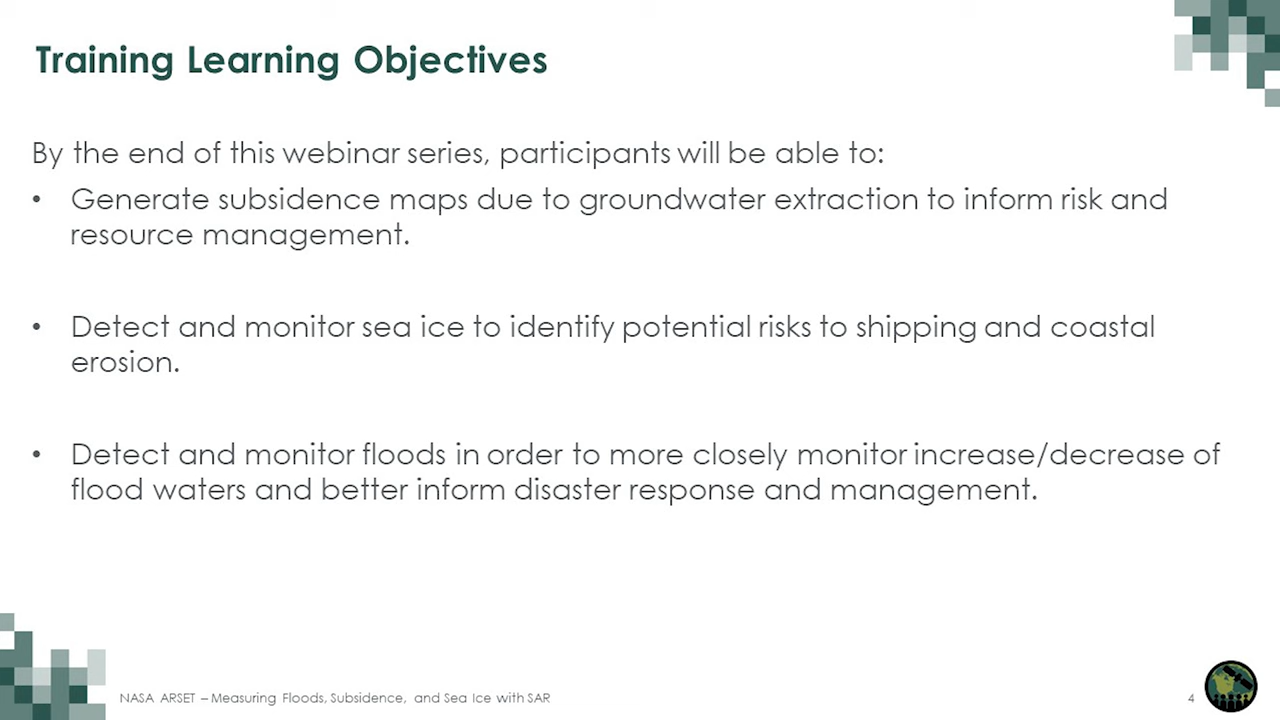 Training Learning Objectives
By the end of this webinar series, participants will be able to:
• Generate subsidence maps due to groundwater extraction to inform risk and
resource management.
• Detect and monitor sea ice to identify potential risks to shipping and coastal
erosion.
• Detect and monitor floods in order to more closely monitor increase/decrease of
flood waters and better inform disaster response and management.
NASA ARSET – Measuring Floods, Subsidence, and Sea Ice with SAR
4